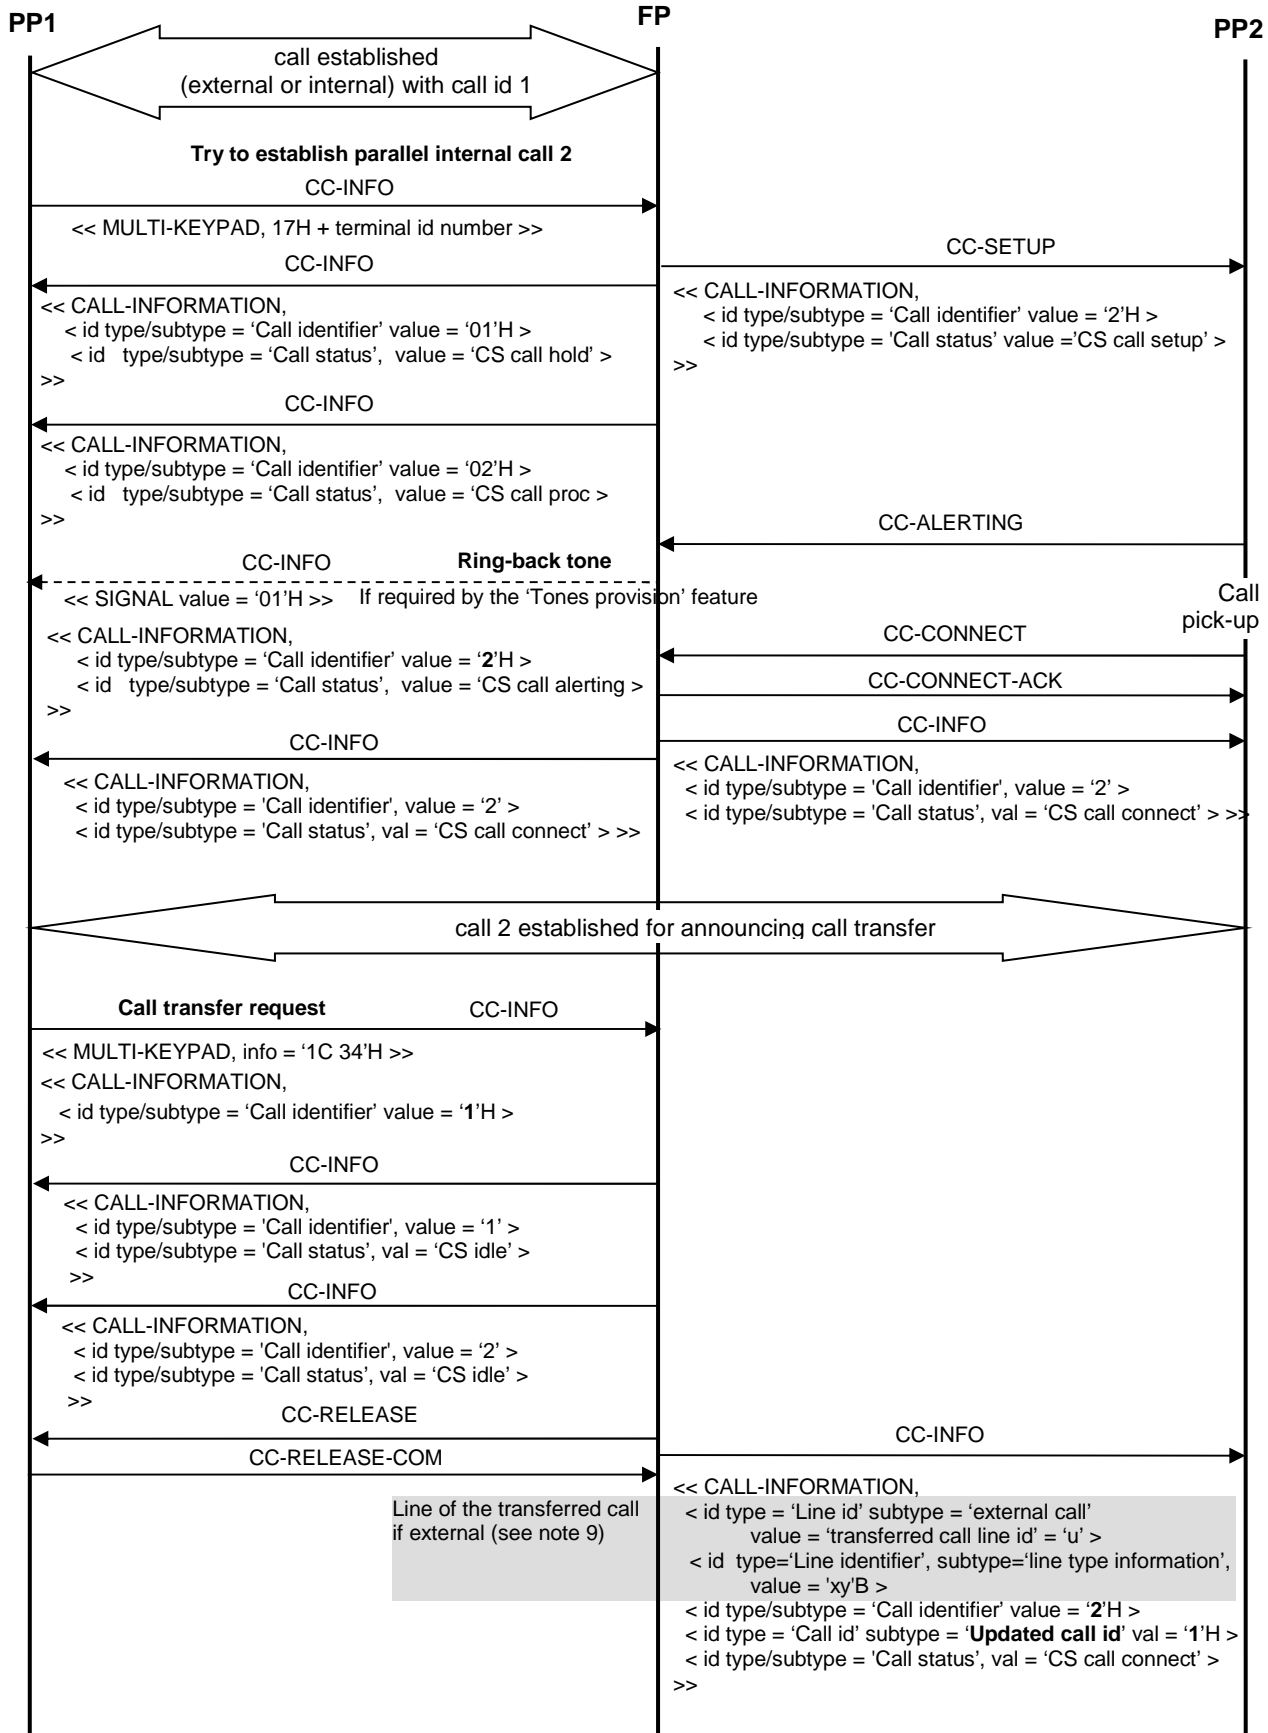 PP1
FP
PP2
call established
(external or internal) with call id 1
Try to establish parallel internal call 2
CC-INFO
<< MULTI-KEYPAD, 17H + terminal id number >>
CC-SETUP
<< CALL-INFORMATION,
< id type/subtype = ‘Call identifier’ value = ‘2’H >
< id type/subtype = 'Call status' value =’CS call setup’ >
>>
CC-INFO
<< CALL-INFORMATION,
< id type/subtype = ‘Call identifier’ value = ‘01’H >
< id   type/subtype = ‘Call status’,  value = ‘CS call hold’ >
>>
CC-INFO
<< CALL-INFORMATION,
< id type/subtype = ‘Call identifier’ value = ‘02’H >
< id   type/subtype = ‘Call status’,  value = ‘CS call proc >
>>
CC-ALERTING
CC-INFO
Ring-back tone
<< SIGNAL value = ‘01’H >>    If required by the ‘Tones provision’ feature
<< CALL-INFORMATION,
< id type/subtype = ‘Call identifier’ value = ‘2’H >
< id   type/subtype = ‘Call status’,  value = ‘CS call alerting >
>>
Call
pick-up
CC-CONNECT
CC-CONNECT-ACK
CC-INFO
<< CALL-INFORMATION,
< id type/subtype = 'Call identifier', value = ‘2’ >
< id type/subtype = 'Call status’, val = ‘CS call connect’ > >>
CC-INFO
<< CALL-INFORMATION,
< id type/subtype = 'Call identifier', value = ‘2’ >
< id type/subtype = 'Call status’, val = ‘CS call connect’ > >>
call 2 established for announcing call transfer
Call transfer request
CC-INFO
<< MULTI-KEYPAD, info = ‘1C 34’H >>
<< CALL-INFORMATION,
< id type/subtype = ‘Call identifier’ value = ‘1’H >
>>
CC-INFO
<< CALL-INFORMATION,
< id type/subtype = 'Call identifier', value = ‘1’ >
< id type/subtype = 'Call status’, val = ‘CS idle’ >
>>
CC-INFO
<< CALL-INFORMATION,
< id type/subtype = 'Call identifier', value = ‘2’ >
< id type/subtype = 'Call status’, val = ‘CS idle’ >
>>
CC-RELEASE
CC-RELEASE-COM
CC-INFO
<< CALL-INFORMATION,
Line of the transferred call
if external (see note 9)
< id type = ‘Line id’ subtype = ‘external call’
value = ‘transferred call line id’ = ‘u’ >
< id  type=‘Line identifier’, subtype=‘line type information’,
value = 'xy'B >
< id type/subtype = ‘Call identifier’ value = ‘2’H >
< id type = ‘Call id’ subtype = ‘Updated call id’ val = ‘1’H >
< id type/subtype = 'Call status’, val = ‘CS call connect’ >
>>